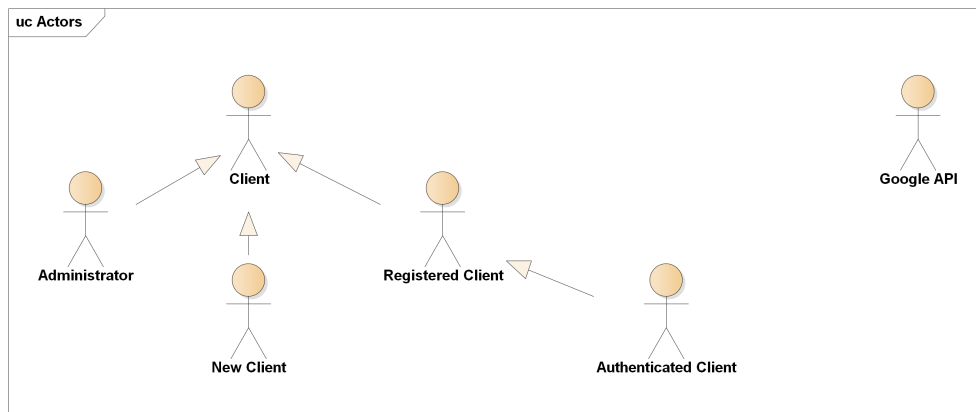 uc Actors
Client
Google API
Administrator
Registered Client
New Client
Authenticated Client